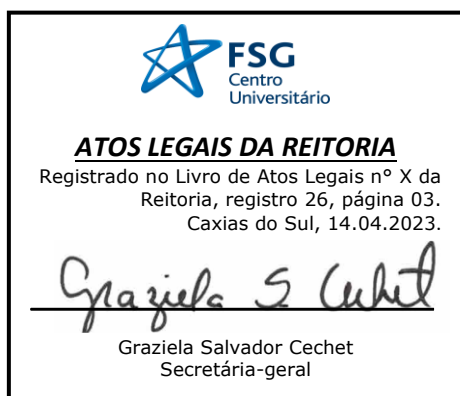 FSG
Centro
Universitário
ATOS LEGAIS DA REITORIA
Registrado no Livro de Atos Legais n° X da
Reitoria, registro 26, página 03.
Caxias do Sul, 14.04.2023.
Graziela S Cechet
Graziela Salvador Cechet
Secretária-geral